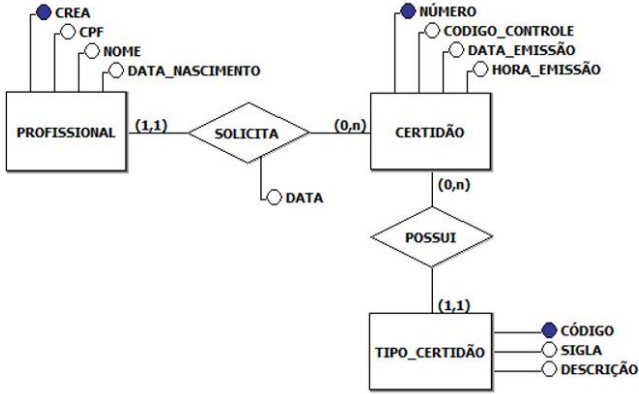 CREA
CPF
NOME
DATA_NASCIMENTO
PROFISSIONAL
(1,1)
SOLICITA
DATA
(0,n)
NÚMERO
CODIGO_CONTROLE
DATA_EMISSÃO
HORA_EMISSÃO
CERTIDÃO
(0,n)
POSSUI
(1,1)
TIPO_CERTIDÃO
CÓDIGO
SIGLA
DESCRIÇÃO